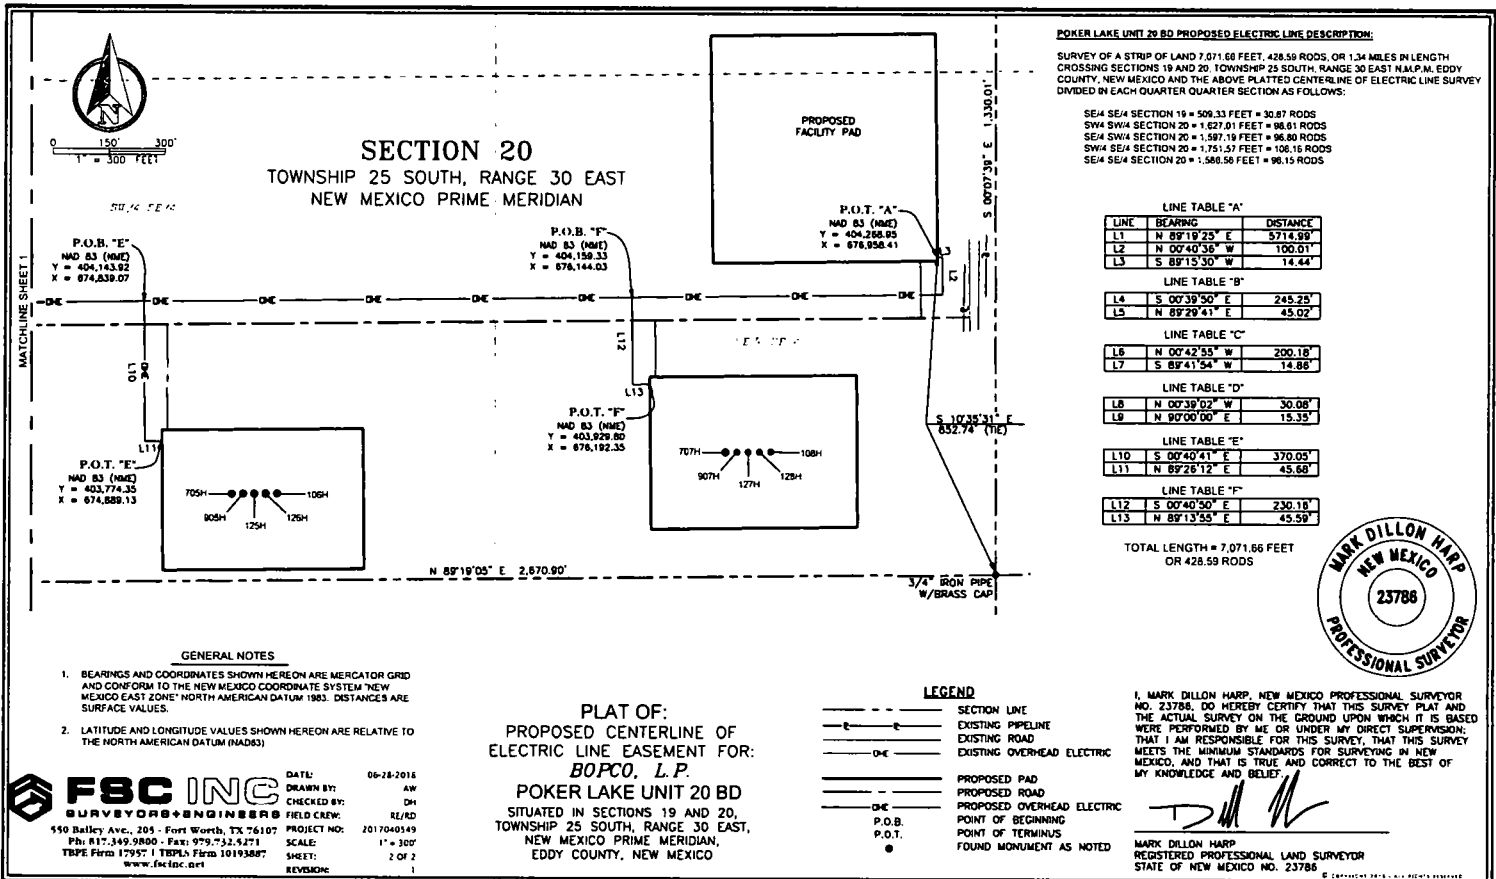 POKER LAKE UNIT 20 BD PROPOSED ELECTRIC LINE DESCRIPTION:
SURVEY OF A STRIP OF LAND 7,071.66 FEET, 428.59 RODS, OR 1.34 MILES IN LENGTH
CROSSING SECTIONS 19 AND 20, TOWNSHIP 25 SOUTH, RANGE 30 EAST N.M.P.M. EDDY
COUNTY, NEW MEXICO AND THE ABOVE PLATTED CENTERLINE OF ELECTRIC LINE SURVEY
DIVIDED IN EACH QUARTER QUARTER SECTION AS FOLLOWS:
SE/4 SE/4 SECTION 19 = 509.33 FEET = 30.87 RODS
SW/4 SW/4 SECTION 20 = 1,627.01 FEET = 98.61 RODS
SE/4 SW/4 SECTION 20 = 1,597.19 FEET = 96.80 RODS
SW/4 SE/4 SECTION 20 = 1,751.57 FEET = 106.16 RODS
SE/4 SE/4 SECTION 20 = 1,586.56 FEET = 96.15 RODS
N
0 150' 300'
1" = 300 FEET
SECTION 20
TOWNSHIP 25 SOUTH, RANGE 30 EAST
NEW MEXICO PRIME MERIDIAN
PROPOSED
FACILITY PAD
S 00°07'39" E 1,330.01'
SW/4 SE/4
MATCHLINE SHEET 1
P.O.B. "E"
NAD 83 (NME)
Y = 404,143.92
X = 674,839.07
P.O.B. "F"
NAD 83 (NME)
Y = 404,159.33
X = 676,144.03
P.O.T. "A"
NAD 83 (NME)
Y = 404,268.95
X = 676,958.41
L3
L2
OHE OHE OHE OHE OHE OHE OHE OHE OHE
L10
OHE
L12
L13
L11
P.O.T. "F"
NAD 83 (NME)
Y = 403,929.80
X = 676,192.35
P.O.T. "E"
NAD 83 (NME)
Y = 403,774.35
X = 674,889.13
705H 106H
905H 125H 126H
707H 108H
907H 127H 128H
S 10°35'31" E
652.74' (TIE)
N 89°19'05" E 2,670.90'
3/4" IRON PIPE
W/BRASS CAP
LINE TABLE "A"
LINE BEARING DISTANCE
L1 N 89°19'25" E 5714.99'
L2 N 00°40'36" W 100.01'
L3 S 89°15'30" W 14.44'
LINE TABLE "B"
L4 S 00°39'50" E 245.25'
L5 N 89°29'41" E 45.02'
LINE TABLE "C"
L6 N 00°42'55" W 200.18'
L7 S 89°41'54" W 14.86'
LINE TABLE "D"
L8 N 00°39'02" W 30.08'
L9 N 90°00'00" E 15.35'
LINE TABLE "E"
L10 S 00°40'41" E 370.05'
L11 N 89°26'12" E 45.68'
LINE TABLE "F"
L12 S 00°40'50" E 230.16'
L13 N 89°13'55" E 45.59'
TOTAL LENGTH = 7,071.66 FEET
OR 428.59 RODS
MARK DILLON HARP
NEW MEXICO
23786
PROFESSIONAL SURVEYOR
GENERAL NOTES
1. BEARINGS AND COORDINATES SHOWN HEREON ARE MERCATOR GRID
AND CONFORM TO THE NEW MEXICO COORDINATE SYSTEM "NEW
MEXICO EAST ZONE" NORTH AMERICAN DATUM 1983. DISTANCES ARE
SURFACE VALUES.
2. LATITUDE AND LONGITUDE VALUES SHOWN HEREON ARE RELATIVE TO
THE NORTH AMERICAN DATUM (NAD83)
FSC INC
SURVEYORS+ENGINEERS
550 Bailey Ave., 205 - Fort Worth, TX 76107
Ph: 817.349.9800 - Fax: 979.732.5271
TBPE Firm 17957 | TBPLS Firm 10193887
www.fscinc.net
DATE: 06-28-2018
DRAWN BY: AW
CHECKED BY: DH
FIELD CREW: RE/RD
PROJECT NO: 2017040549
SCALE: 1" = 300'
SHEET: 2 OF 2
REVISION: 1
PLAT OF:
PROPOSED CENTERLINE OF
ELECTRIC LINE EASEMENT FOR:
BOPCO, L.P.
POKER LAKE UNIT 20 BD
SITUATED IN SECTIONS 19 AND 20,
TOWNSHIP 25 SOUTH, RANGE 30 EAST,
NEW MEXICO PRIME MERIDIAN,
EDDY COUNTY, NEW MEXICO
LEGEND
SECTION LINE
EXISTING PIPELINE
EXISTING ROAD
OHE EXISTING OVERHEAD ELECTRIC
PROPOSED PAD
PROPOSED ROAD
OHE PROPOSED OVERHEAD ELECTRIC
P.O.B. POINT OF BEGINNING
P.O.T. POINT OF TERMINUS
FOUND MONUMENT AS NOTED
I, MARK DILLON HARP, NEW MEXICO PROFESSIONAL SURVEYOR
NO. 23786, DO HEREBY CERTIFY THAT THIS SURVEY PLAT AND
THE ACTUAL SURVEY ON THE GROUND UPON WHICH IT IS BASED
WERE PERFORMED BY ME OR UNDER MY DIRECT SUPERVISION;
THAT I AM RESPONSIBLE FOR THIS SURVEY, THAT THIS SURVEY
MEETS THE MINIMUM STANDARDS FOR SURVEYING IN NEW
MEXICO, AND THAT IS TRUE AND CORRECT TO THE BEST OF
MY KNOWLEDGE AND BELIEF.
MARK DILLON HARP
REGISTERED PROFESSIONAL LAND SURVEYOR
STATE OF NEW MEXICO NO. 23786